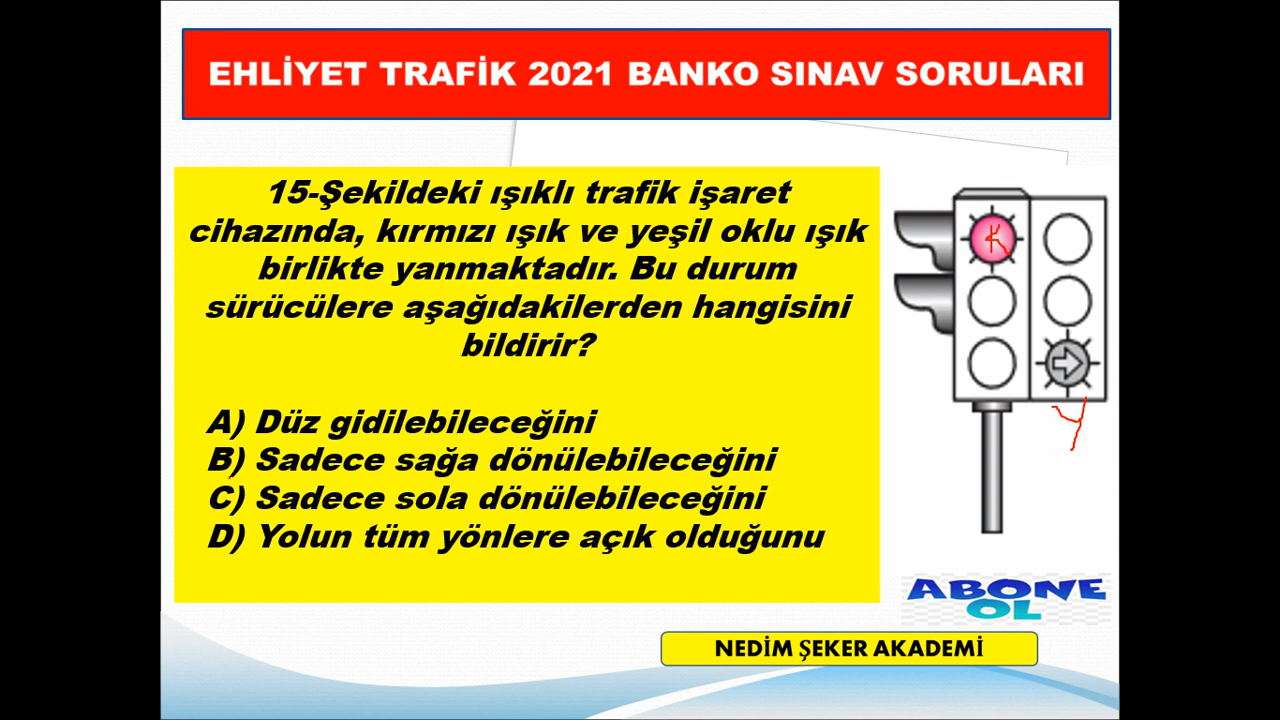 EHLİYET TRAFİK 2021 BANKO SINAV SORULARI
15-Şekildeki ışıklı trafik işaret
cihazında, kırmızı ışık ve yeşil oklu ışık
birlikte yanmaktadır. Bu durum
sürücülere aşağıdakilerden hangisini
bildirir?
A) Düz gidilebileceğini
B) Sadece sağa dönülebileceğini
C) Sadece sola dönülebileceğini
D) Yolun tüm yönlere açık olduğunu
K
Y
ABONE
OL
NEDİM ŞEKER AKADEMİ